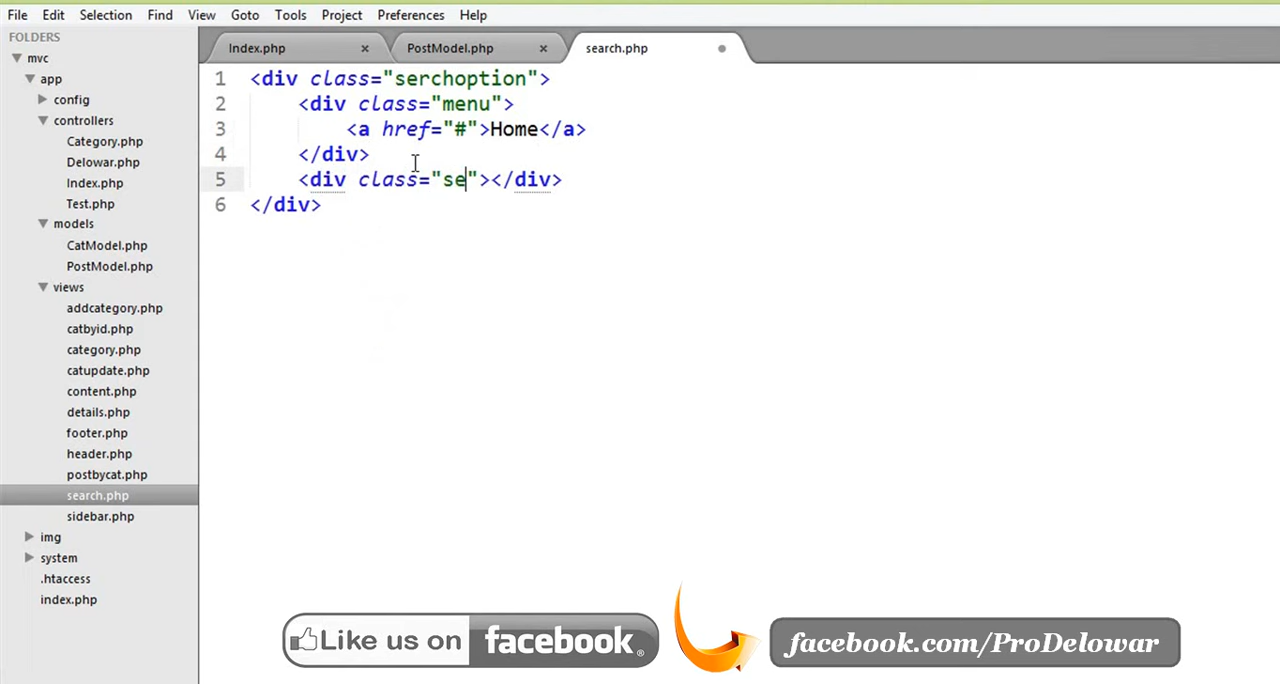 File Edit Selection Find View Goto Tools Project Preferences Help
FOLDERS
mvc
app
config
controllers
Category.php
Delowar.php
Index.php
Test.php
models
CatModel.php
PostModel.php
views
addcategory.php
catbyid.php
category.php
catupdate.php
content.php
details.php
footer.php
header.php
postbycat.php
search.php
sidebar.php
img
system
.htaccess
index.php
Index.php × PostModel.php × search.php
1 <div class="serchoption">
2 <div class="menu">
3 <a href="#">Home</a>
4 </div>
5 <div class="se"></div>
6 </div>
Like us on facebook®
facebook.com/ProDelowar